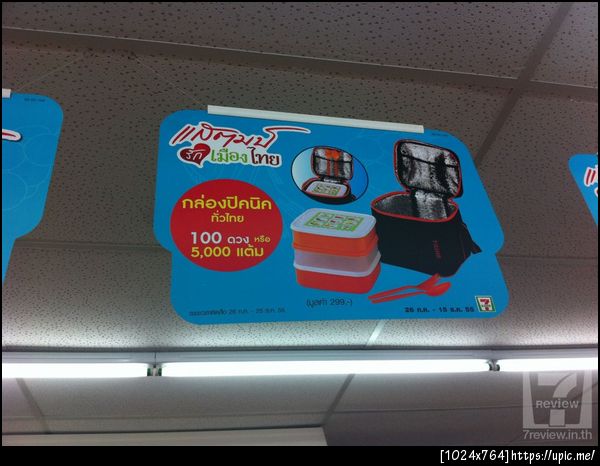 แสตมป์
รัก เมืองไทย
กล่องปิคนิค
ทั่วไทย
100 ดวง หรือ
5,000 แต้ม
(มูลค่า 299.-)
26 ก.ค. - 15 ธ.ค. 55
7 REVIEW
7review.in.th
[1024x764]https://upic.me/